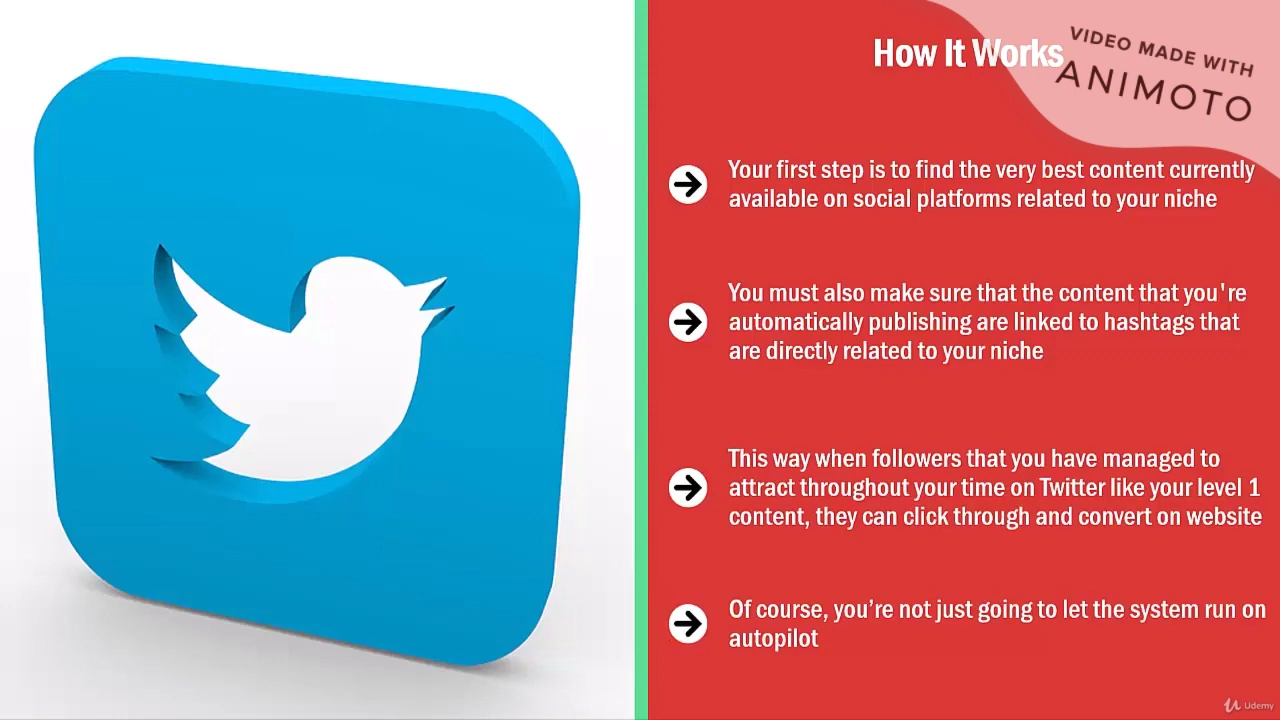 How It Works
VIDEO MADE WITH
ANIMOTO
Your first step is to find the very best content currently
available on social platforms related to your niche
You must also make sure that the content that you're
automatically publishing are linked to hashtags that
are directly related to your niche
This way when followers that you have managed to
attract throughout your time on Twitter like your level 1
content, they can click through and convert on website
Of course, you’re not just going to let the system run on
autopilot
Udemy